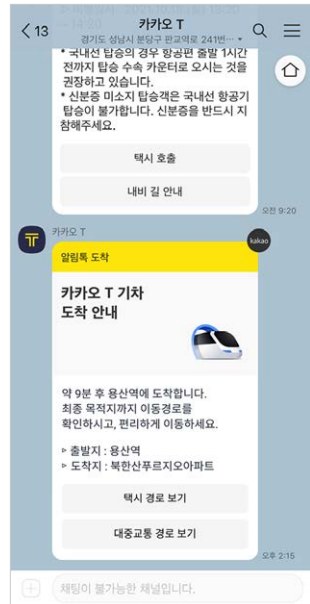 < 13
카카오 T
경기도 성남시 분당구 판교역로 241번…
* 국내선 탑승의 경우 항공편 출발 1시간
전까지 탑승 수속 카운터로 오시는 것을
권장하고 있습니다.
* 신분증 미소지 탑승객은 국내선 항공기
탑승이 불가합니다. 신분증을 반드시 지
참해주세요.
택시 호출
내비 길 안내
오전 9:20
카카오 T
kakao
알림톡 도착
카카오 T 기차
도착 안내
약 9분 후 용산역에 도착합니다.
최종 목적지까지 이동경로를
확인하시고, 편리하게 이동하세요.
▹ 출발지 : 용산역
▹ 도착지 : 북한산푸르지오아파트
택시 경로 보기
대중교통 경로 보기
오후 2:15
채팅이 불가능한 채널입니다.